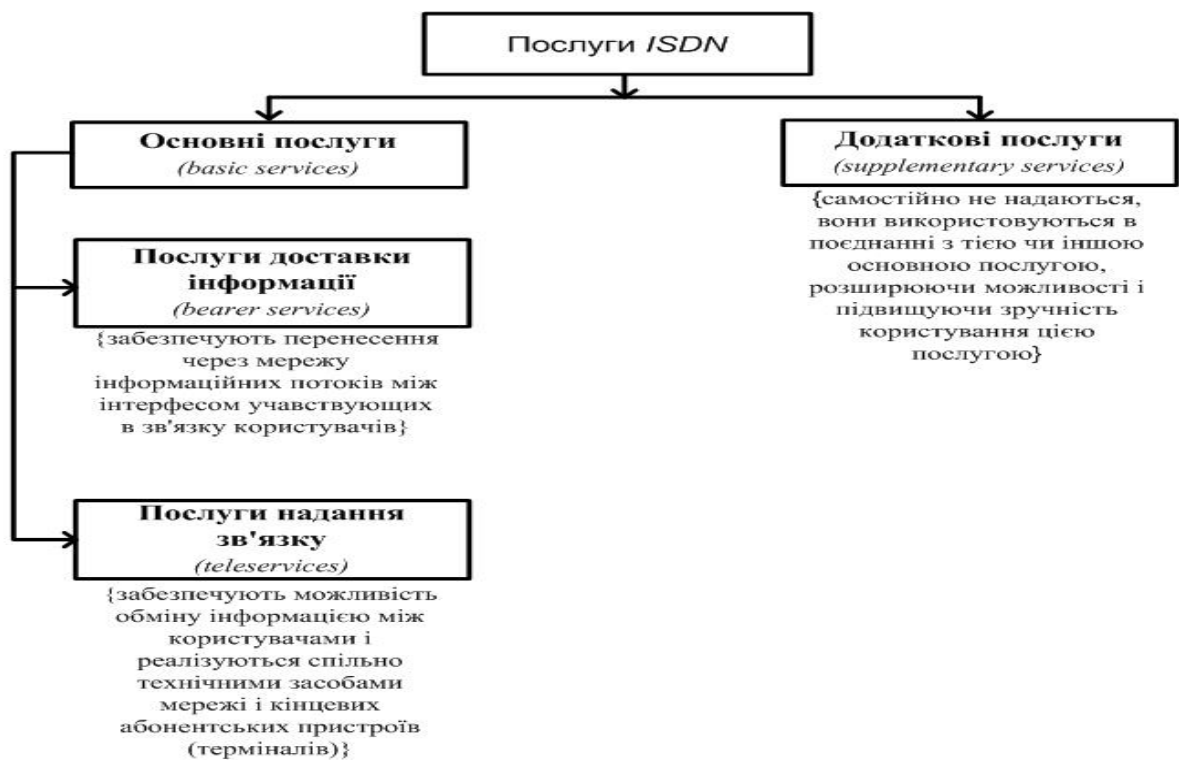 Послуги ISDN
Основні послуги
(basic services)
Додаткові послуги
(supplementary services)
{самостійно не надаються,
вони використовуються в
поєднанні з тією чи іншою
основною послугою,
розширюючи можливості і
підвищуючи зручність
користування цією
послугою}
Послуги доставки
інформації
(bearer services)
{забезпечують перенесення
через мережу
інформаційних потоків між
інтерфесом учавствующих
в зв'язку користувачів}
Послуги надання
зв'язку
(teleservices)
{забезпечують можливість
обміну інформацією між
користувачами і
реалізуються спільно
технічними засобами
мережі і кінцевих
абонентських пристроїв
(терміналів)}